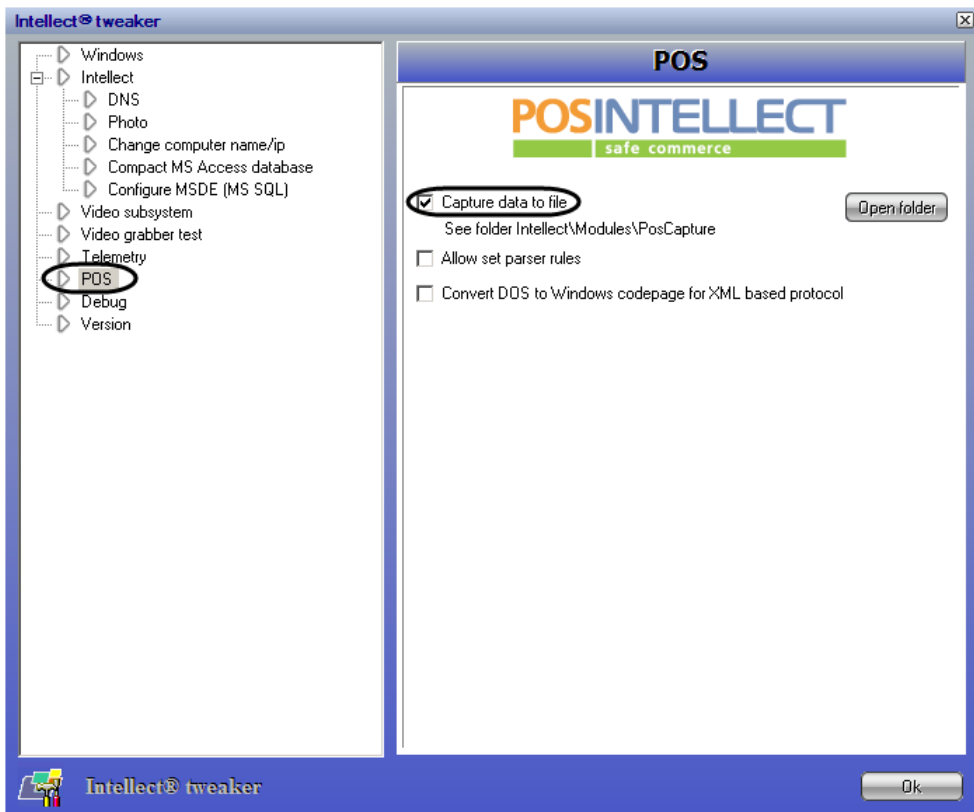 Intellect® tweaker
Windows
Intellect
DNS
Photo
Change computer name/ip
Compact MS Access database
Configure MSDE (MS SQL)
Video subsystem
Video grabber test
Telemetry
POS
Debug
Version
POS
POSINTELLECT
safe commerce
Capture data to file
Open folder
See folder Intellect\Modules\PosCapture
Allow set parser rules
Convert DOS to Windows codepage for XML based protocol
Intellect® tweaker
Ok